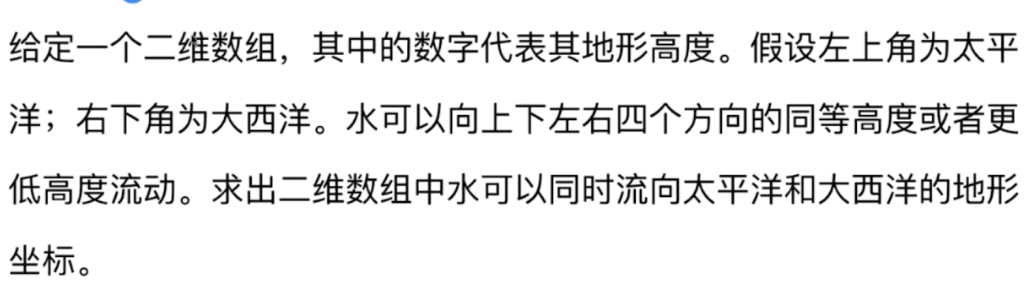 给定一个二维数组，其中的数字代表其地形高度。假设左上角为太平
洋；右下角为大西洋。水可以向上下左右四个方向的同等高度或者更
低高度流动。求出二维数组中水可以同时流向太平洋和大西洋的地形
坐标。